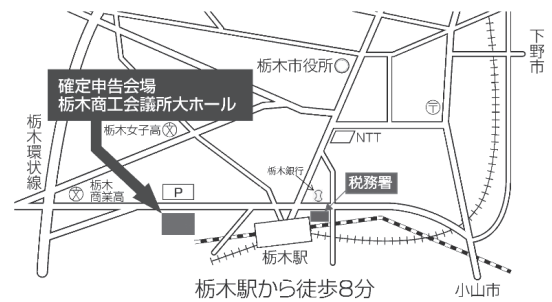 下野市
栃木市役所
確定申告会場
栃木商工会議所大ホール
〒
栃木女子高
文
NTT
栃木環状線
栃木銀行
税務署
文
栃木
商業高
P
栃木駅
栃木駅から徒歩8分
小山市